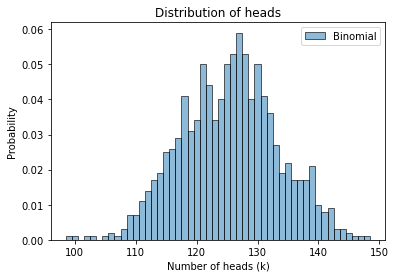 Distribution of heads
Binomial
Probability
0.06
0.05
0.04
0.03
0.02
0.01
0.00
100 110 120 130 140 150
Number of heads (k)